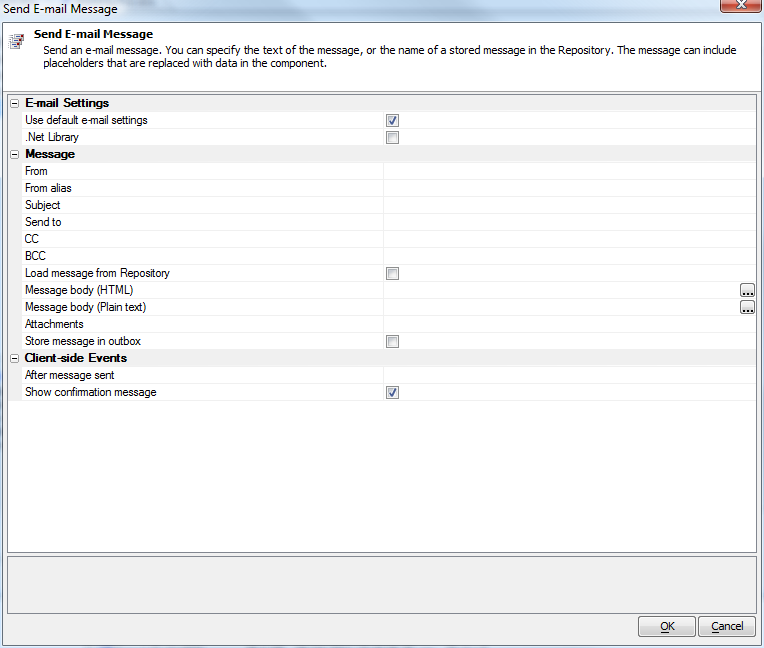 Send E-mail Message
Send E-mail Message
Send an e-mail message. You can specify the text of the message, or the name of a stored message in the Repository. The message can include
placeholders that are replaced with data in the component.
E-mail Settings
Use default e-mail settings
.Net Library
Message
From
From alias
Subject
Send to
CC
BCC
Load message from Repository
Message body (HTML)
...
Message body (Plain text)
...
Attachments
Store message in outbox
Client-side Events
After message sent
Show confirmation message
OK
Cancel